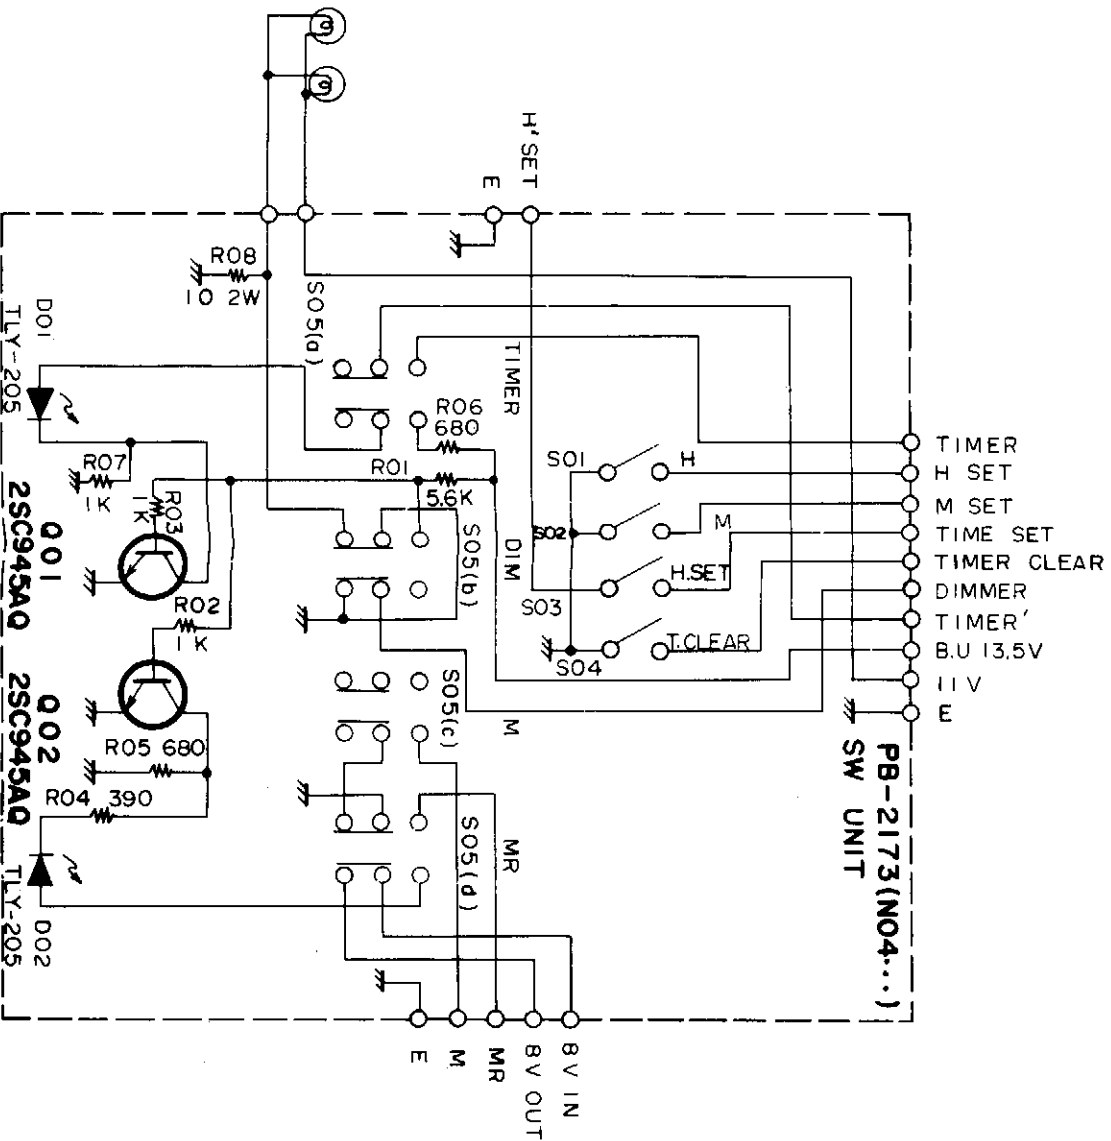 H'SET
E
R08
10 2W
S05(a)
D01
TLY-205
TIMER
R06
680
R07
1K
R03
1K
R01
5.6K
S01
H
S02
M
H.SET
S03
T.CLEAR
S04
TIMER
H SET
M SET
TIME SET
TIMER CLEAR
DIMMER
TIMER'
B.U 13.5V
11V
E
Q01
2SC945AQ
DIM
S05(b)
R02
1K
Q02
2SC945AQ
S05(c)
M
R05 680
R04 390
MR
S05(d)
D02
TLY-205
PB-2173(N04...)
SW UNIT
E
M
MR
8V OUT
8V IN